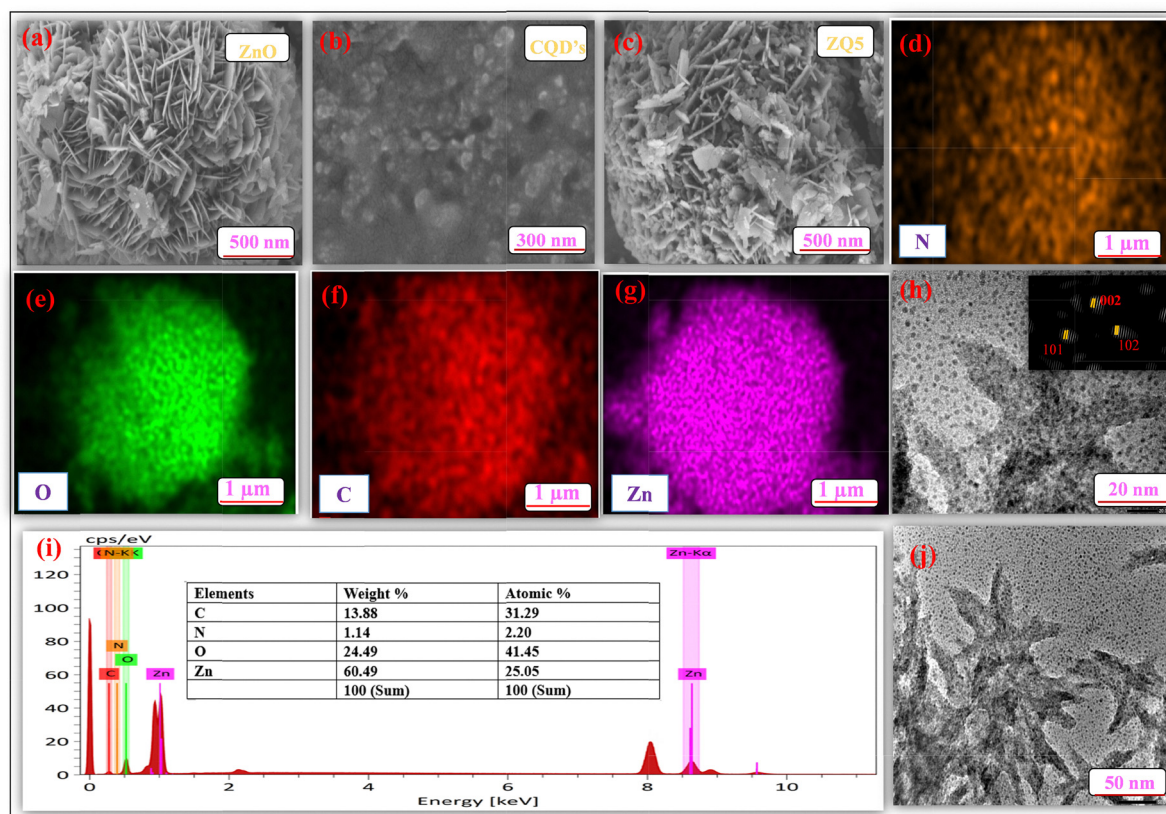 (a)
ZnO
500 nm
(b)
CQD's
300 nm
(c)
ZQ5
500 nm
(d)
N
1 µm
(e)
O
1 µm
(f)
C
1 µm
(g)
Zn
1 µm
(h)
002
101
102
20 nm
(i)
cps/eV
N-K
Zn-Kα
120
100
80
60
40
20
0
N
O
C
Zn
Zn
Elements Weight % Atomic %
C 13.88 31.29
N 1.14 2.20
O 24.49 41.45
Zn 60.49 25.05
100 (Sum) 100 (Sum)
0 2 4 6 8 10
Energy [keV]
(j)
50 nm